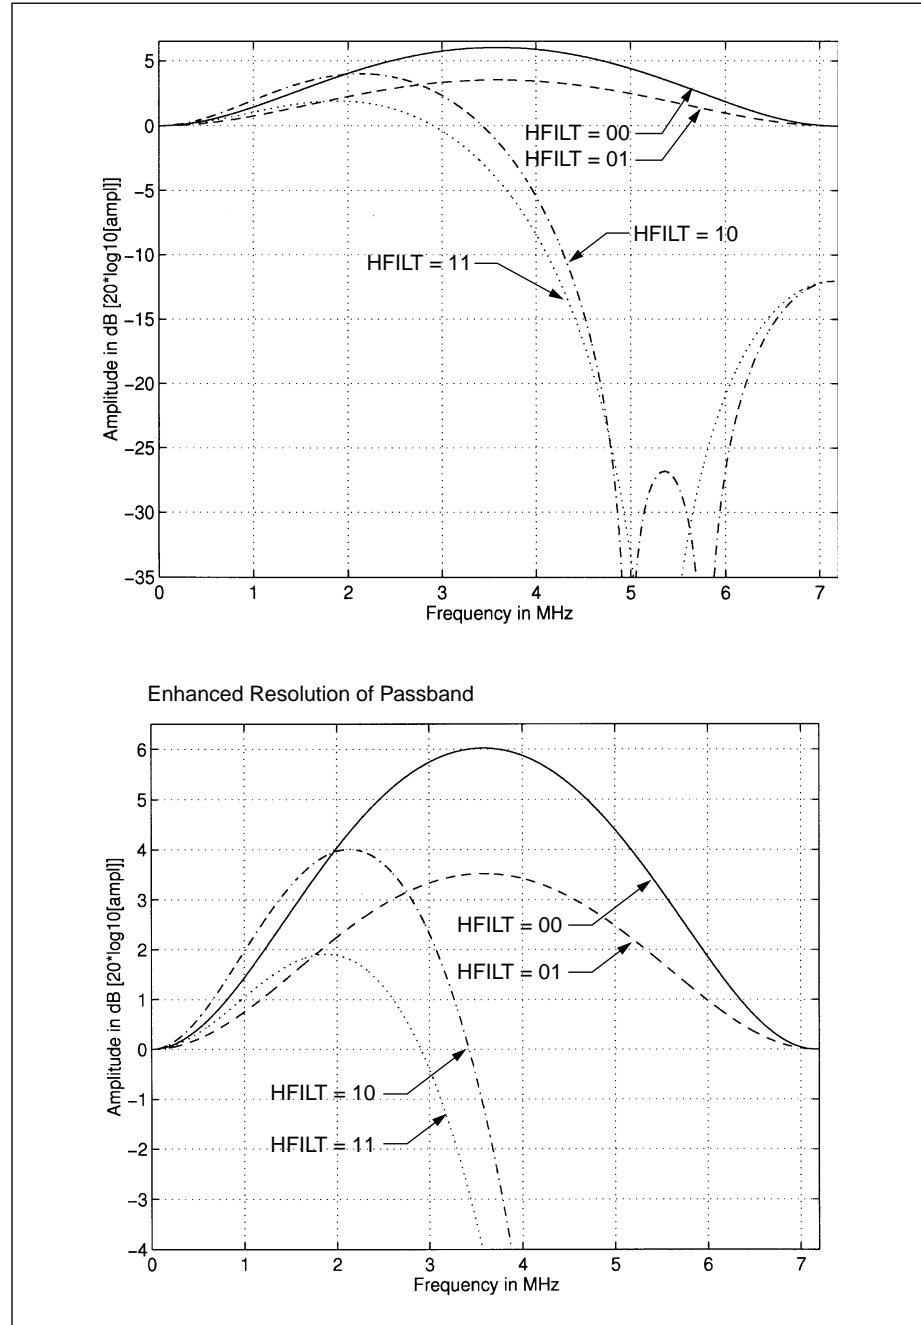 5
0
−5
−10
−15
−20
−25
−30
−35
Amplitude in dB [20*log10[ampl]]
HFILT = 00
HFILT = 01
HFILT = 10
HFILT = 11
0 1 2 3 4 5 6 7
Frequency in MHz
Enhanced Resolution of Passband
6
5
4
3
2
1
0
−1
−2
−3
−4
Amplitude in dB [20*log10[ampl]]
HFILT = 00
HFILT = 01
HFILT = 10
HFILT = 11
0 1 2 3 4 5 6 7
Frequency in MHz